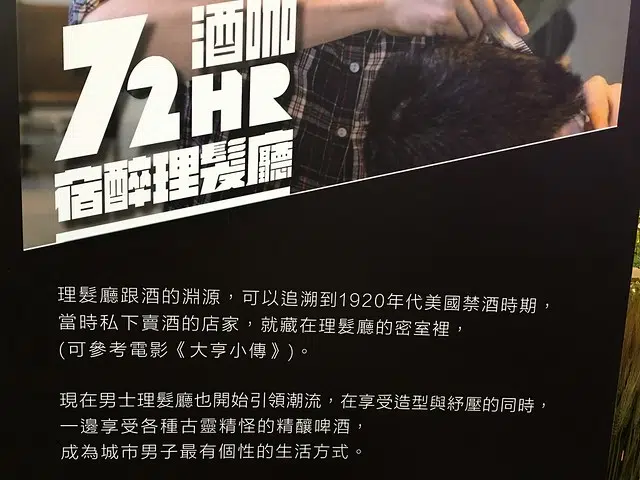 酒咖
72HR
宿醉理髮廳
理髮廳跟酒的淵源，可以追溯到1920年代美國禁酒時期，
當時私下賣酒的店家，就藏在理髮廳的密室裡，
(可參考電影《大亨小傳》)。
現在男士理髮廳也開始引領潮流，在享受造型與紓壓的同時，
一邊享受各種古靈精怪的精釀啤酒，
成為城市男子最有個性的生活方式。